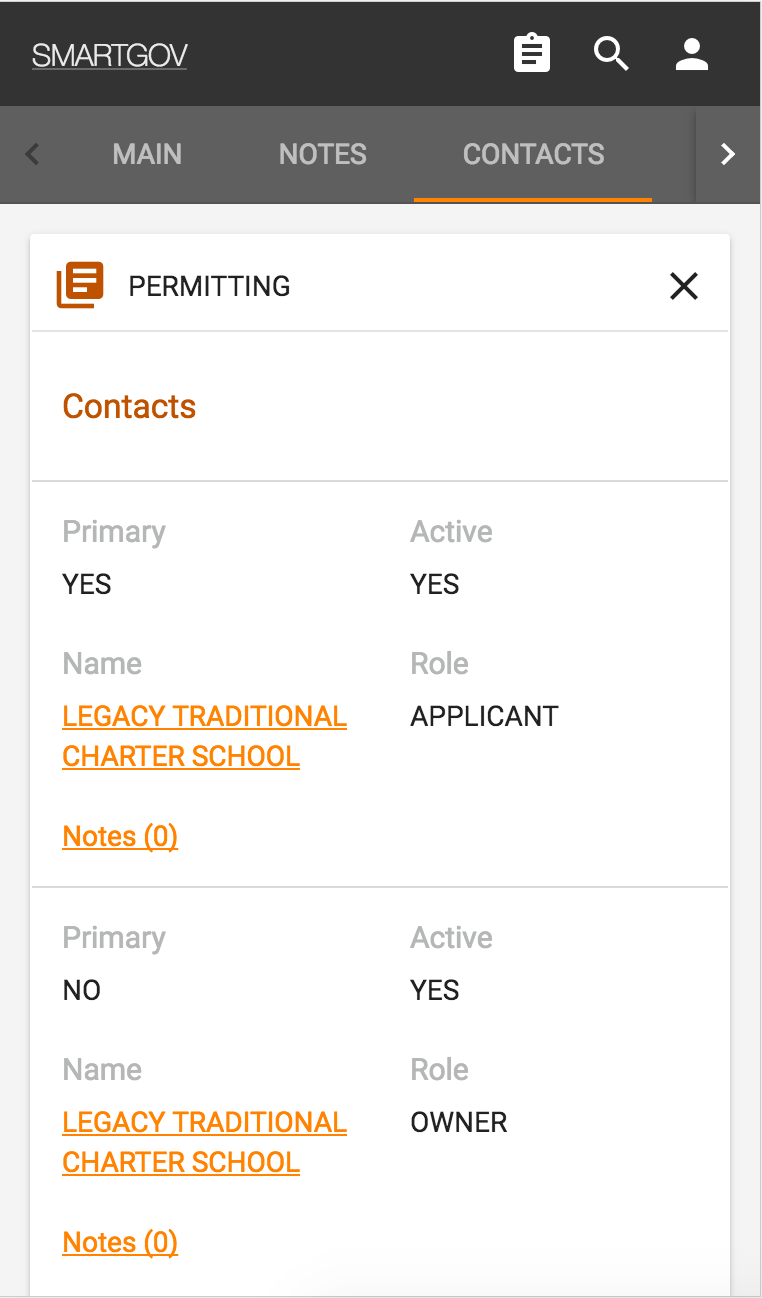 SMARTGOV
MAIN NOTES CONTACTS
PERMITTING
Contacts
Primary Active
YES YES
Name Role
LEGACY TRADITIONAL APPLICANT
CHARTER SCHOOL
Notes (0)
Primary Active
NO YES
Name Role
LEGACY TRADITIONAL OWNER
CHARTER SCHOOL
Notes (0)